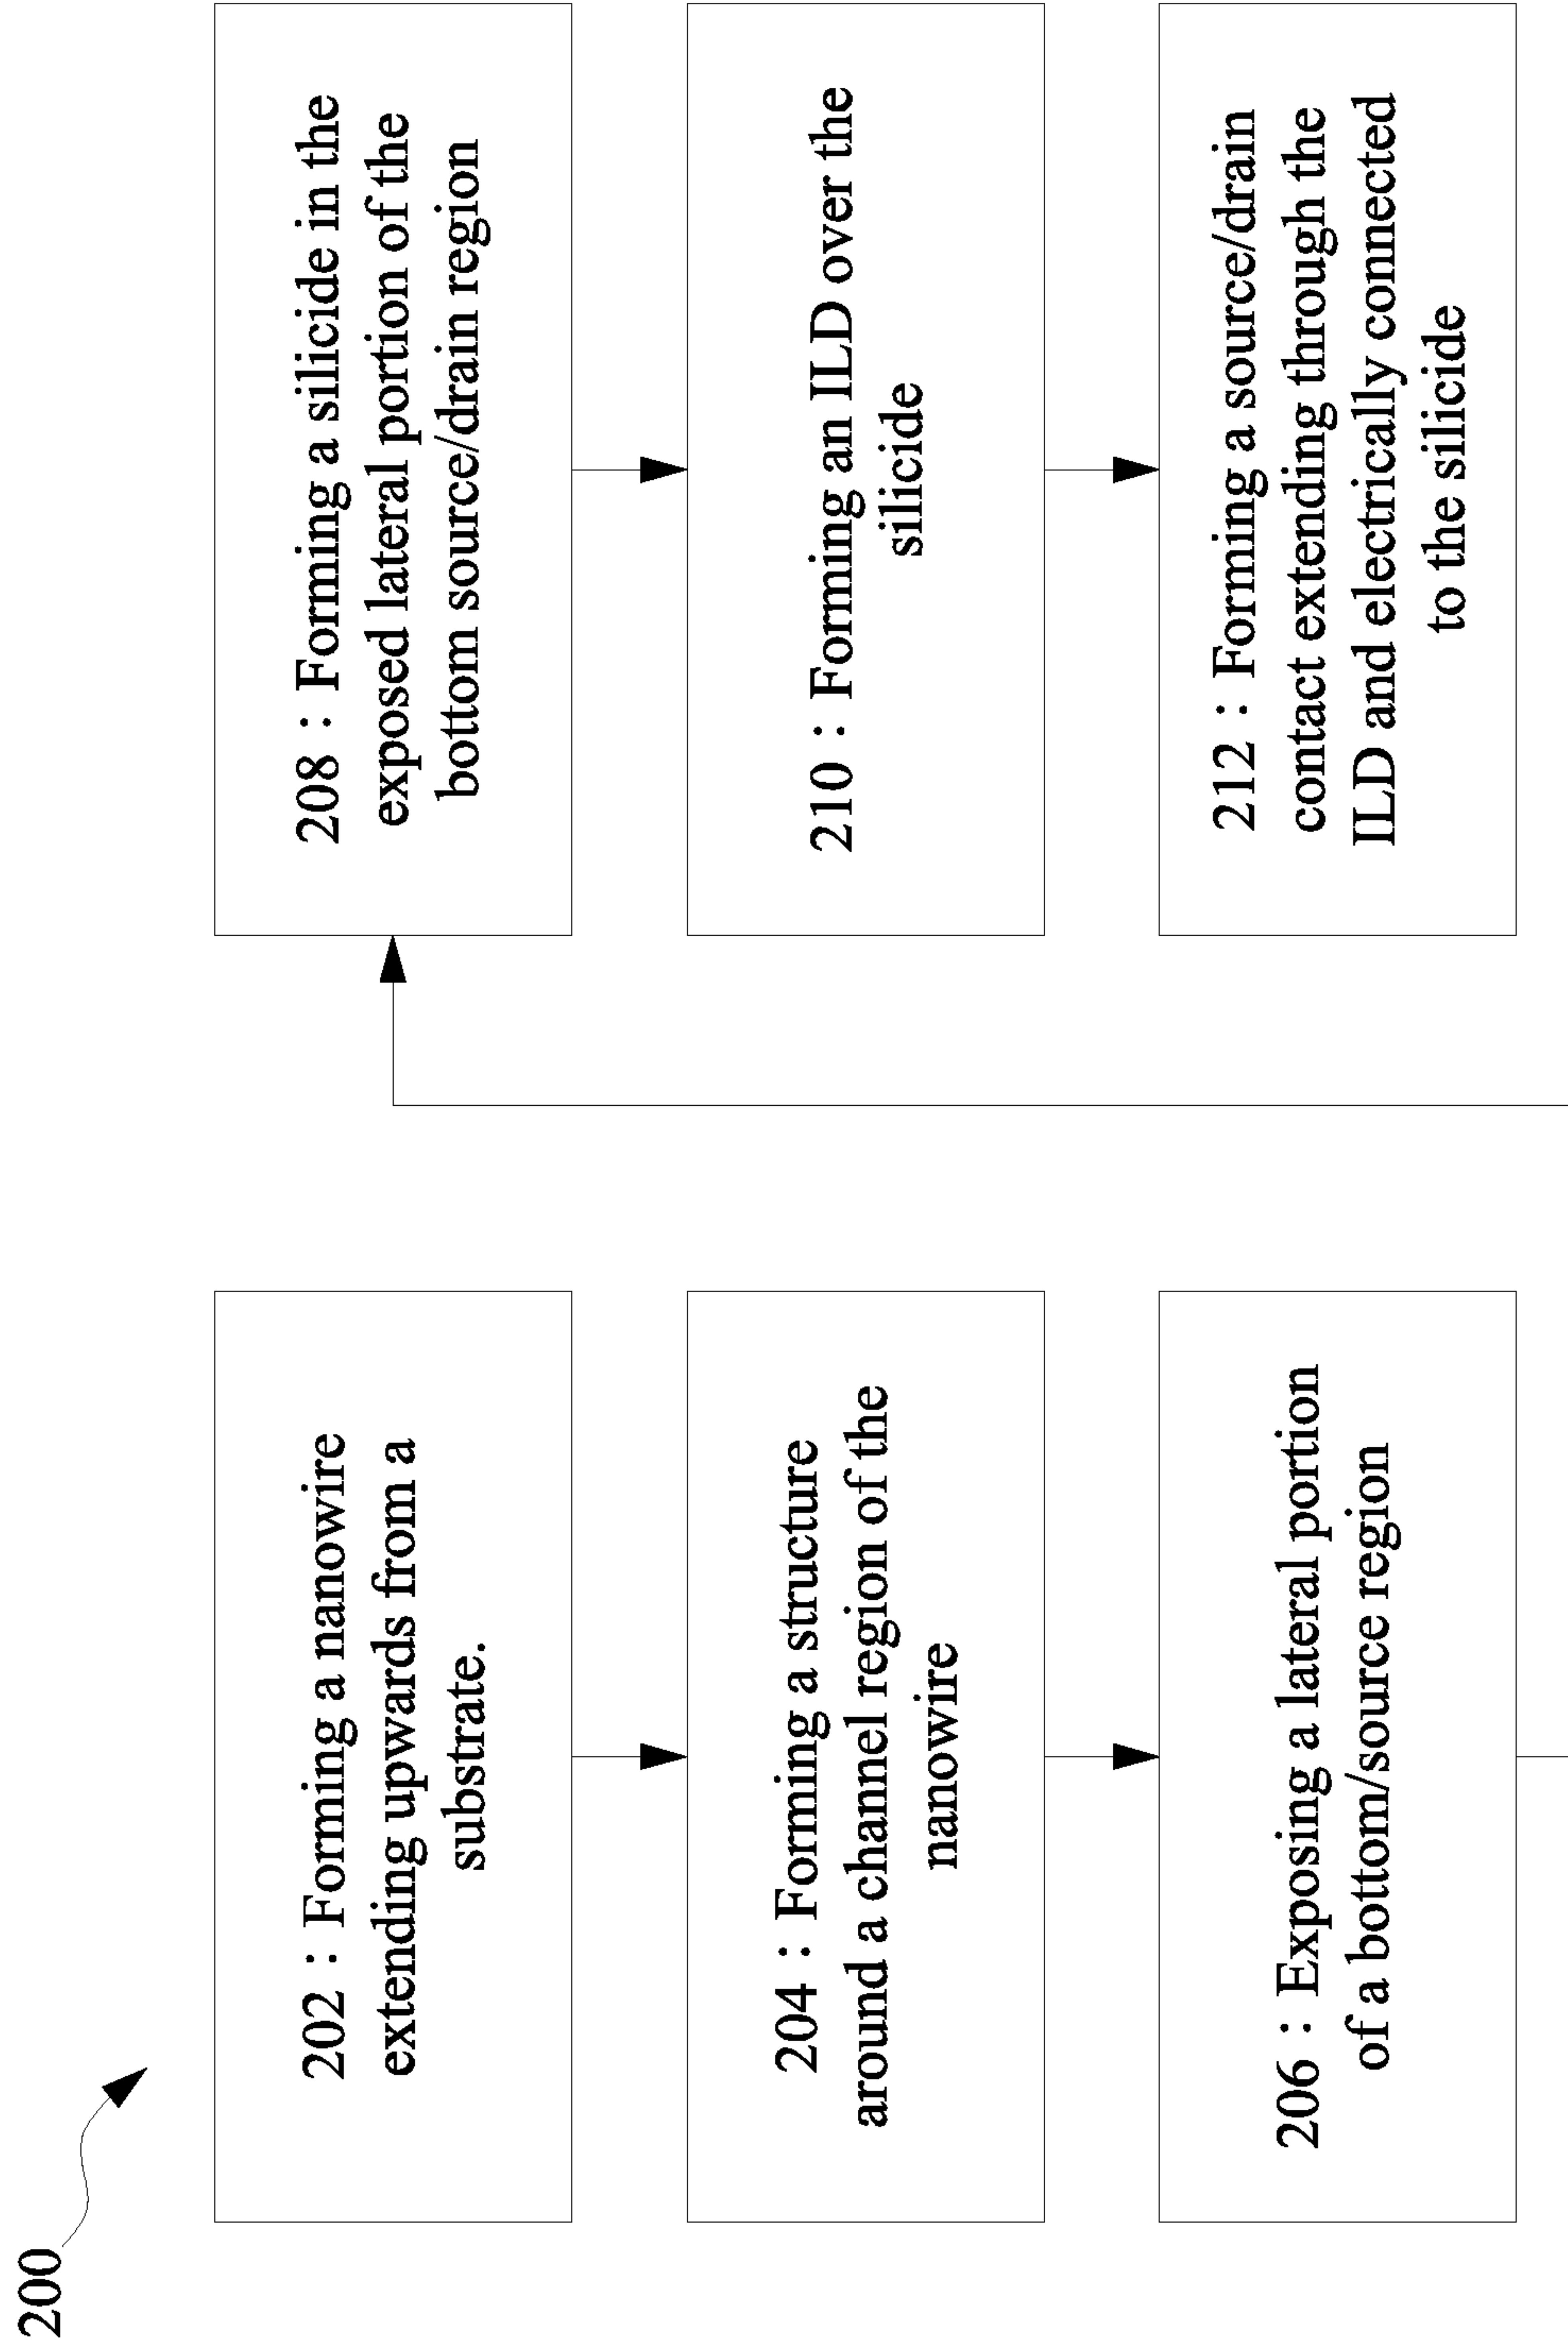 200
202 : Forming a nanowire
extending upwards from a
substrate.
204 : Forming a structure
around a channel region of the
nanowire
206 : Exposing a lateral portion
of a bottom/source region
208 : Forming a silicide in the
exposed lateral portion of the
bottom source/drain region
210 : Forming an ILD over the
silicide
212 : Forming a source/drain
contact extending through the
ILD and electrically connected
to the silicide